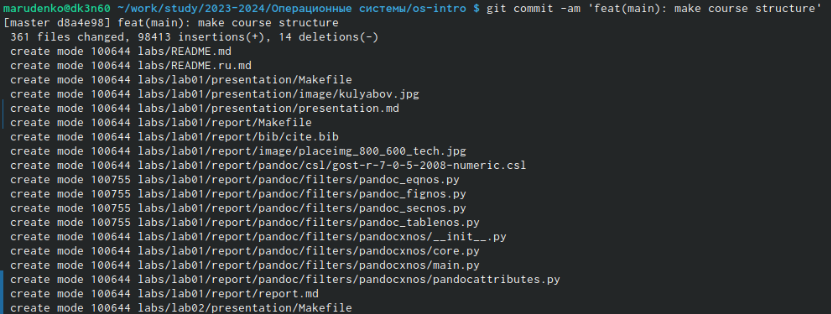 marudenko@dk3n60 ~/work/study/2023-2024/Операционные системы/os-intro $ git commit -am 'feat(main): make course structure'
[master d8a4e98] feat(main): make course structure
 361 files changed, 98413 insertions(+), 14 deletions(-)
 create mode 100644 labs/README.md
 create mode 100644 labs/README.ru.md
 create mode 100644 labs/lab01/presentation/Makefile
 create mode 100644 labs/lab01/presentation/image/kulyabov.jpg
 create mode 100644 labs/lab01/presentation/presentation.md
 create mode 100644 labs/lab01/report/Makefile
 create mode 100644 labs/lab01/report/bib/cite.bib
 create mode 100644 labs/lab01/report/image/placeimg_800_600_tech.jpg
 create mode 100644 labs/lab01/report/pandoc/csl/gost-r-7-0-5-2008-numeric.csl
 create mode 100755 labs/lab01/report/pandoc/filters/pandoc_eqnos.py
 create mode 100755 labs/lab01/report/pandoc/filters/pandoc_fignos.py
 create mode 100755 labs/lab01/report/pandoc/filters/pandoc_secnos.py
 create mode 100755 labs/lab01/report/pandoc/filters/pandoc_tablenos.py
 create mode 100644 labs/lab01/report/pandoc/filters/pandocxnos/__init__.py
 create mode 100644 labs/lab01/report/pandoc/filters/pandocxnos/core.py
 create mode 100644 labs/lab01/report/pandoc/filters/pandocxnos/main.py
 create mode 100644 labs/lab01/report/pandoc/filters/pandocxnos/pandocattributes.py
 create mode 100644 labs/lab01/report/report.md
 create mode 100644 labs/lab02/presentation/Makefile